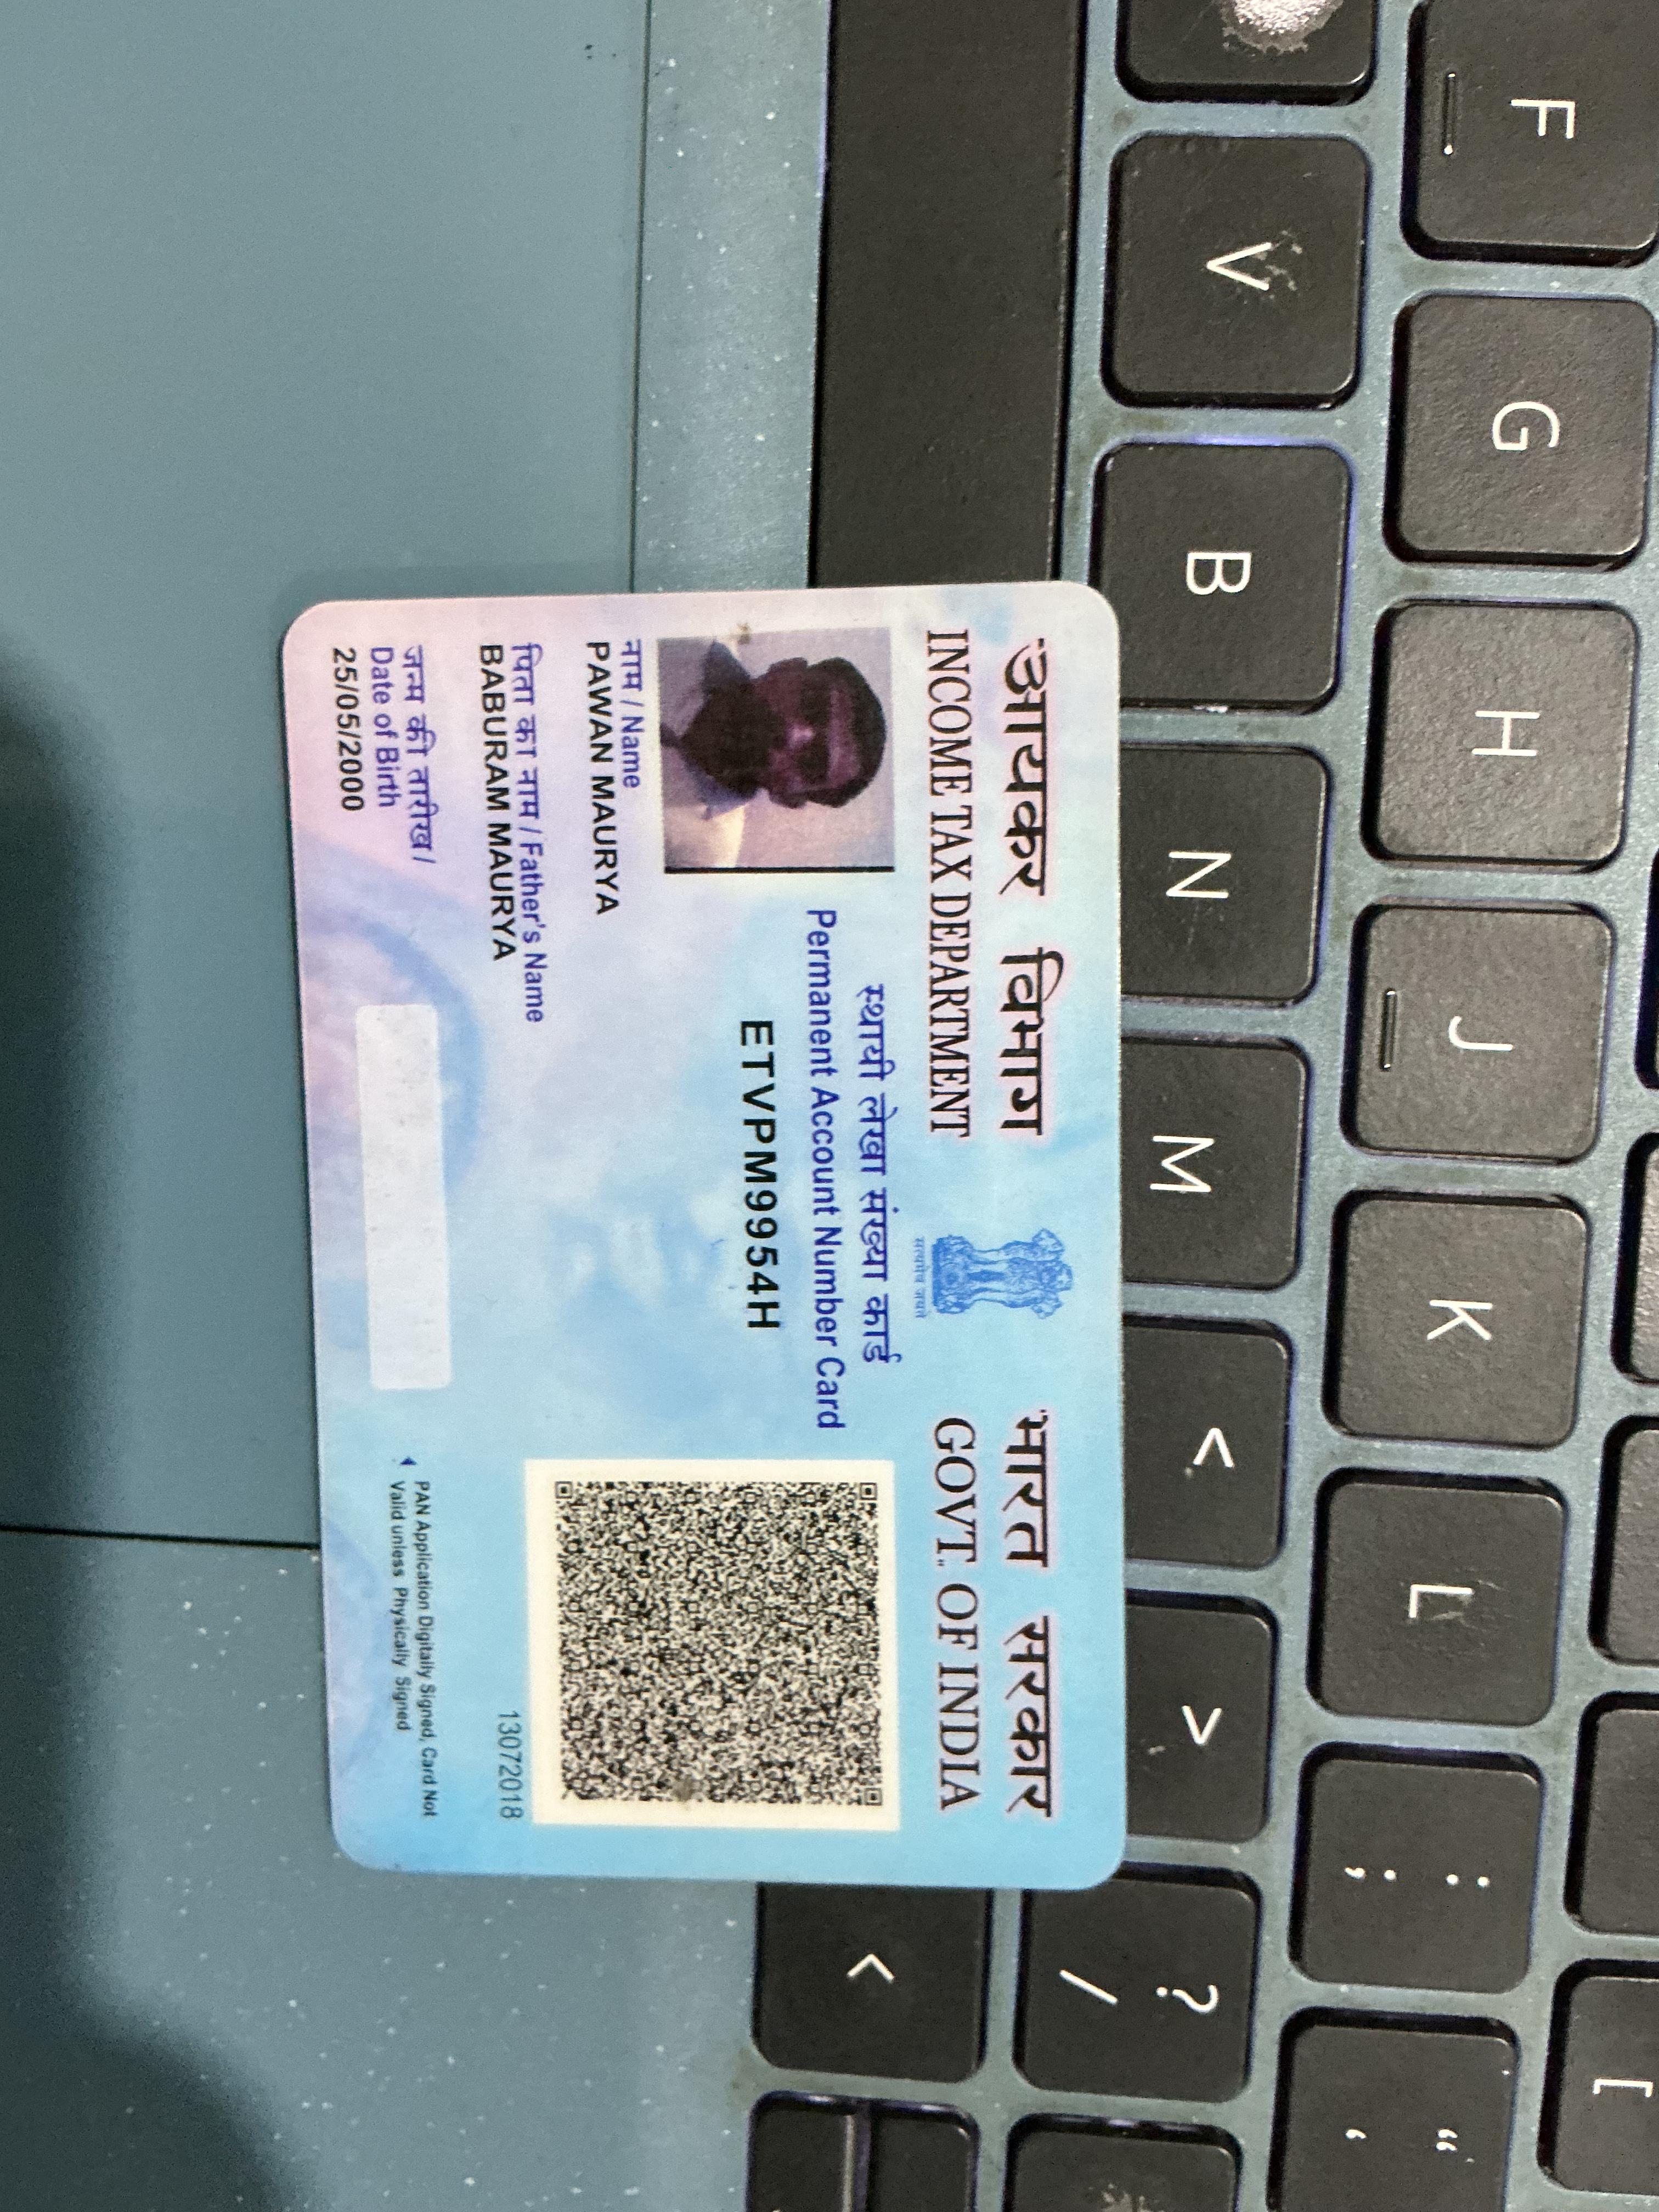 आयकर विभाग
INCOME TAX DEPARTMENT
सत्यमेव जयते
भारत सरकार
GOVT. OF INDIA
स्थायी लेखा संख्या कार्ड
Permanent Account Number Card
ETVPM9954H
नाम / Name
PAWAN MAURYA
पिता का नाम / Father's Name
BABURAM MAURYA
जन्म की तारीख /
Date of Birth
25/05/2000
13072018
PAN Application Digitally Signed, Card Not
Valid unless Physically Signed
F
V
G
B
H
N
J
M
K
<
L
>
: ;
? /
<
[
“ ‘